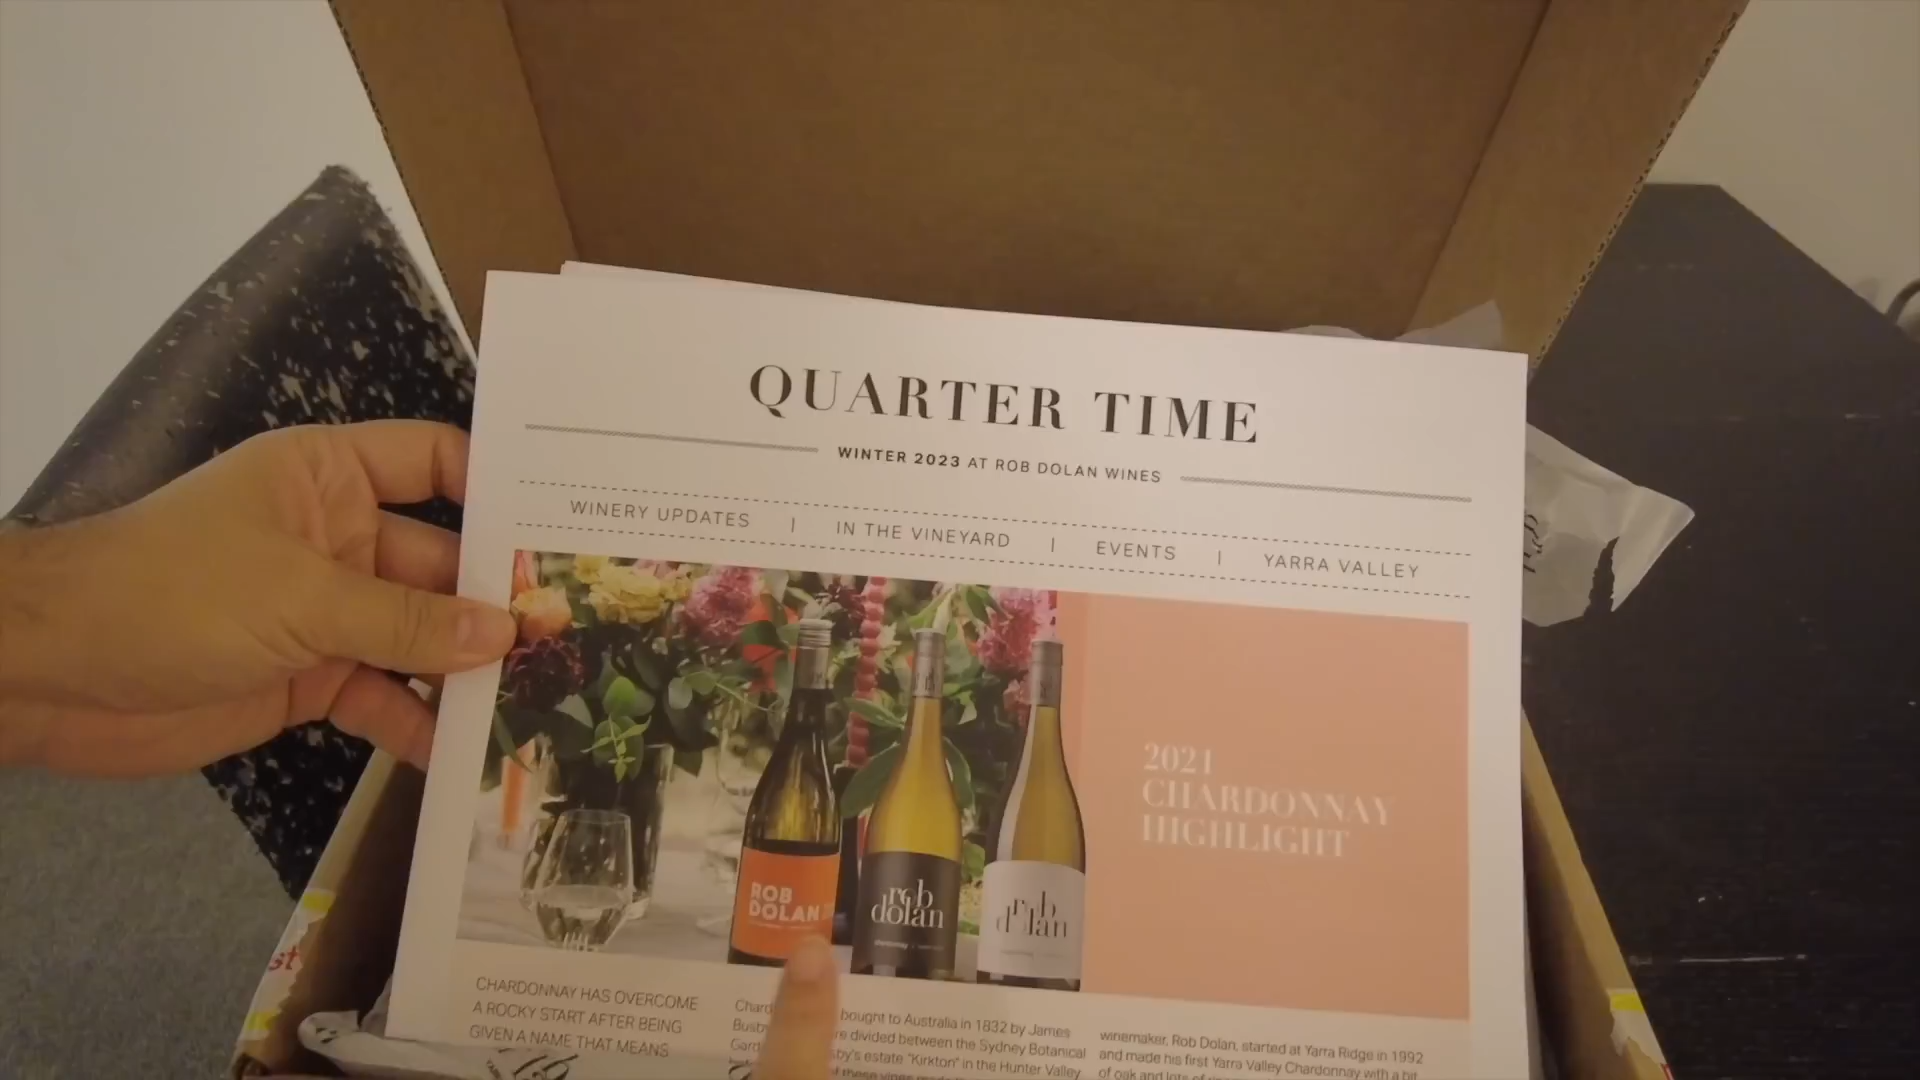 QUARTER TIME
WINTER 2023 AT ROB DOLAN WINES
WINERY UPDATES | IN THE VINEYARD | EVENTS | YARRA VALLEY
2021
CHARDONNAY
HIGHLIGHT
ROB
DOLAN
rob
dolan
chardonnay
rob
dolan
CHARDONNAY HAS OVERCOME
A ROCKY START AFTER BEING
GIVEN A NAME THAT MEANS
bought to Australia in 1832 by James
divided between the Sydney Botanical
estate "Kirkton" in the Hunter Valley
these vines
winemaker, Rob Dolan, started at Yarra Ridge in 1992
and made his first Yarra Valley Chardonnay with a bit
of oak and lots of
st